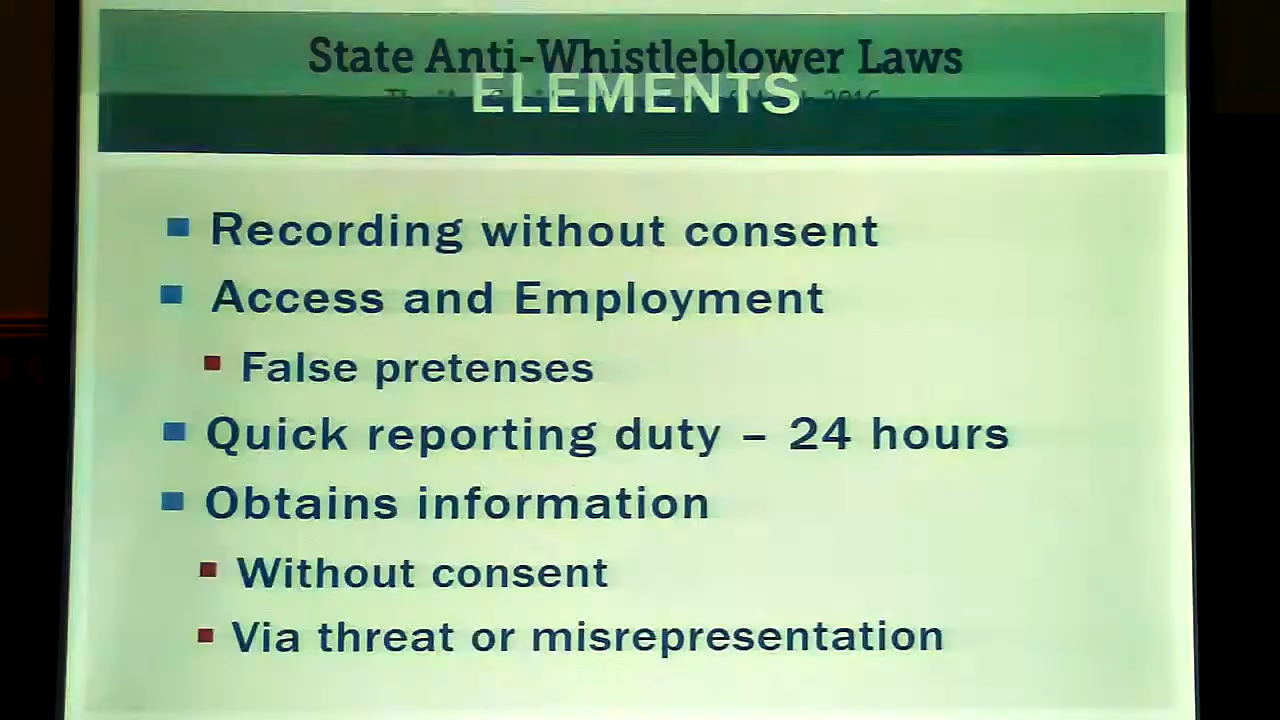 State Anti-Whistleblower Laws
ELEMENTS
2016
Recording without consent
Access and Employment
False pretenses
Quick reporting duty – 24 hours
Obtains information
Without consent
Via threat or misrepresentation